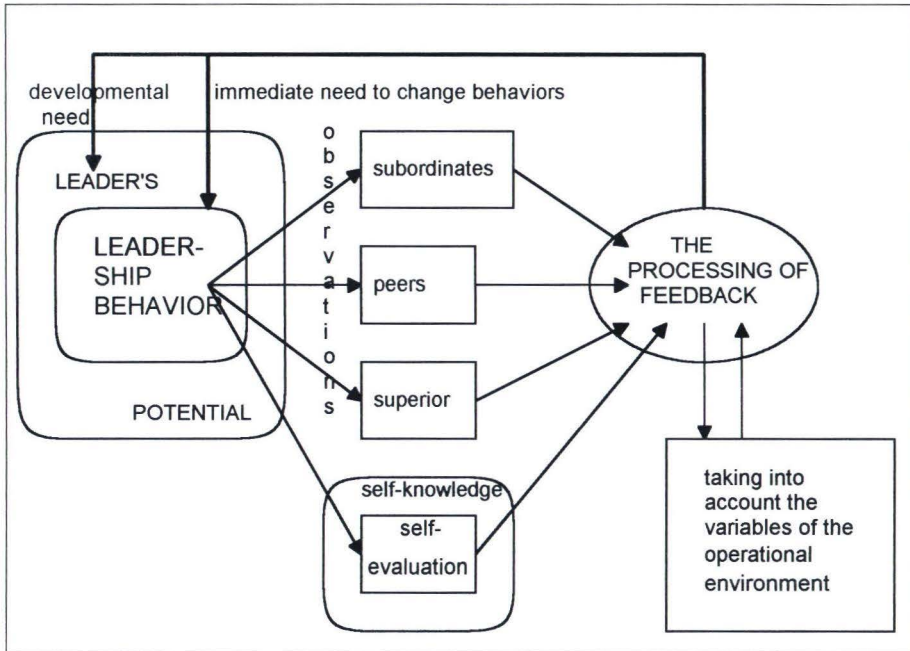 developmental
need
immediate need to change behaviors
observations
LEADER'S
LEADER-
SHIP
BEHAVIOR
POTENTIAL
subordinates
peers
superior
self-knowledge
self-
evaluation
THE
PROCESSING OF
FEEDBACK
taking into
account the
variables of the
operational
environment